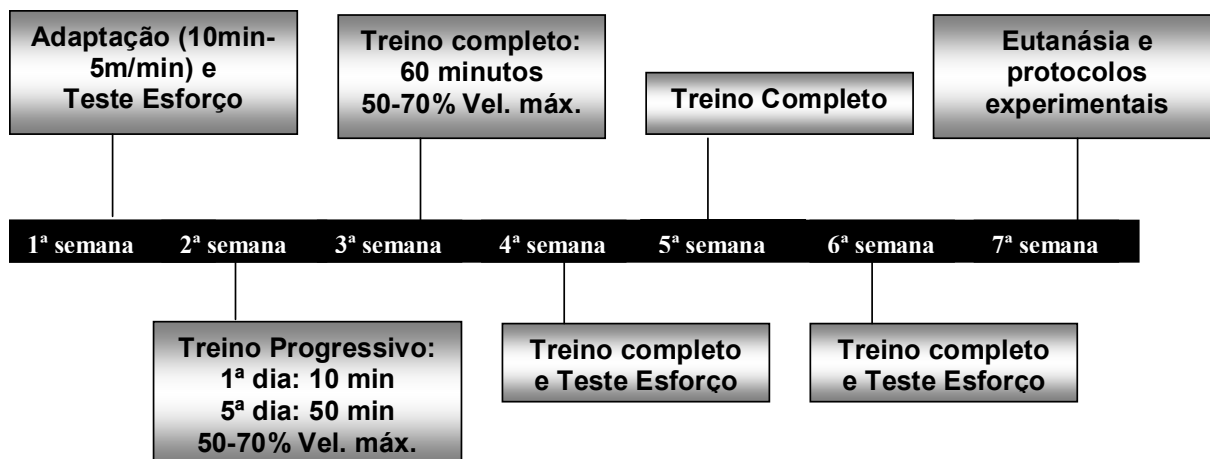 Adaptação (10min-
5m/min) e
Teste Esforço
Treino completo:
60 minutos
50-70% Vel. máx.
Treino Completo
Eutanásia e
protocolos
experimentais
1ª semana 2ª semana 3ª semana 4ª semana 5ª semana 6ª semana 7ª semana
Treino Progressivo:
1ª dia: 10 min
5ª dia: 50 min
50-70% Vel. máx.
Treino completo
e Teste Esforço
Treino completo
e Teste Esforço